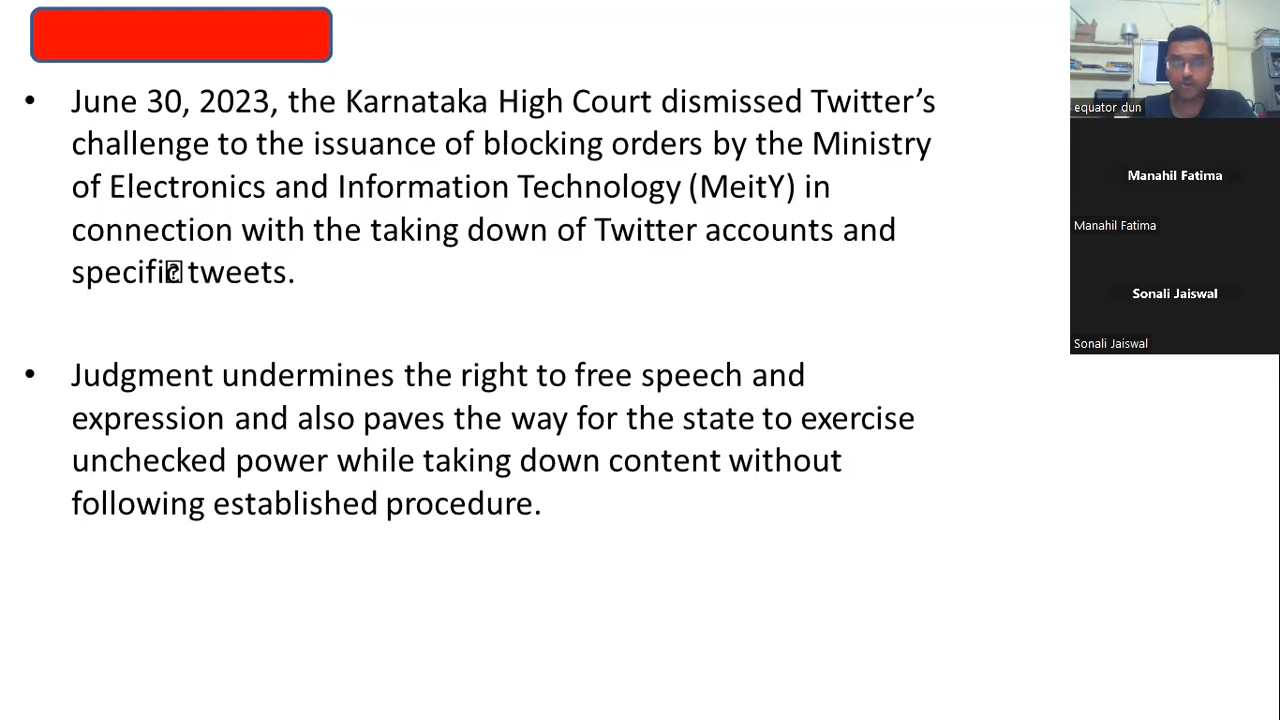 • June 30, 2023, the Karnataka High Court dismissed Twitter’s
challenge to the issuance of blocking orders by the Ministry
of Electronics and Information Technology (MeitY) in
connection with the taking down of Twitter accounts and
specific tweets.
• Judgment undermines the right to free speech and
expression and also paves the way for the state to exercise
unchecked power while taking down content without
following established procedure.
equator dun
Manahil Fatima
Manahil Fatima
Sonali Jaiswal
Sonali Jaiswal